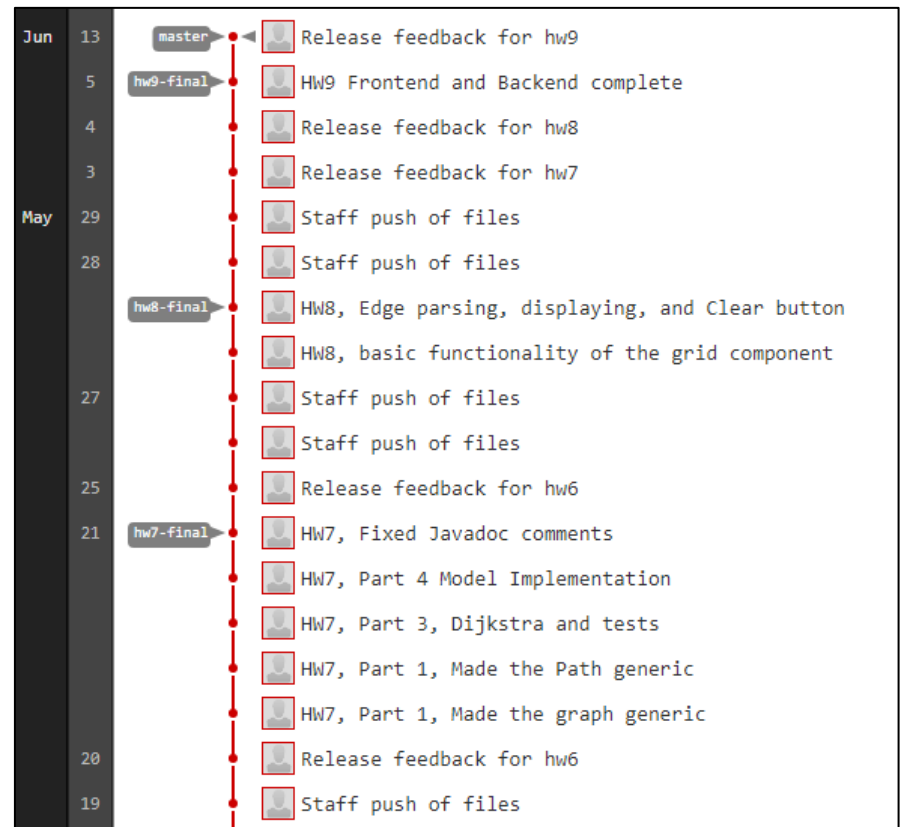 Jun 13 master Release feedback for hw9
5 hw9-final HW9 Frontend and Backend complete
4 Release feedback for hw8
3 Release feedback for hw7
May 29 Staff push of files
28 Staff push of files
hw8-final HW8, Edge parsing, displaying, and Clear button
HW8, basic functionality of the grid component
27 Staff push of files
Staff push of files
25 Release feedback for hw6
21 hw7-final HW7, Fixed Javadoc comments
HW7, Part 4 Model Implementation
HW7, Part 3, Dijkstra and tests
HW7, Part 1, Made the Path generic
HW7, Part 1, Made the graph generic
20 Release feedback for hw6
19 Staff push of files